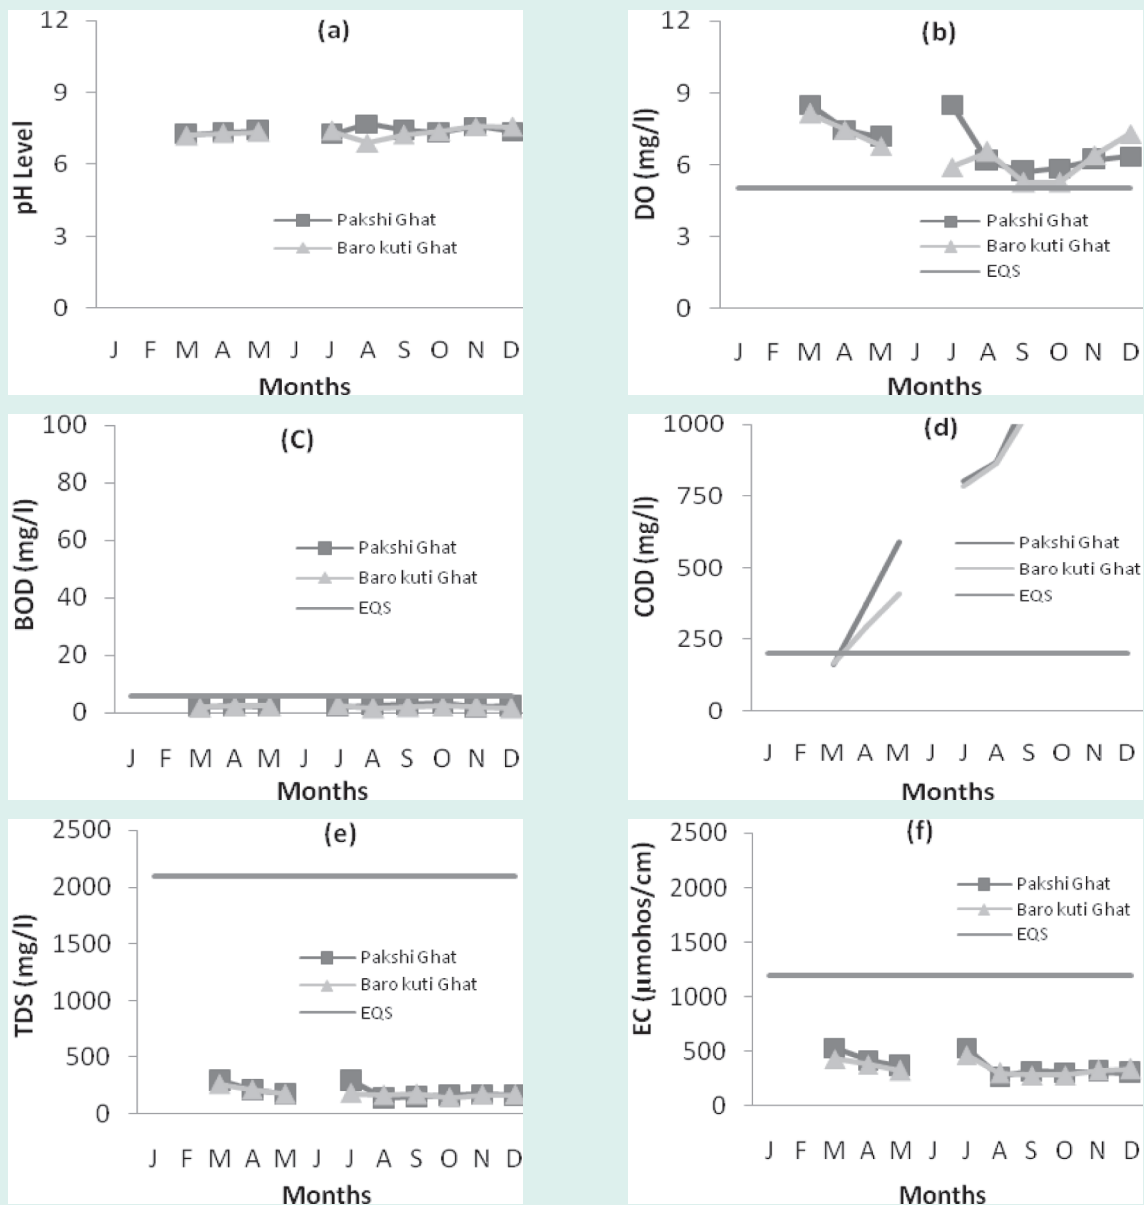 (a)
12
9
6
3
0
pH Level
Pakshi Ghat
Baro kuti Ghat
J F M A M J J A S O N D
Months
(b)
12
9
6
3
0
DO (mg/l)
Pakshi Ghat
Baro kuti Ghat
EQS
J F M A M J J A S O N D
Months
(C)
100
80
60
40
20
0
BOD (mg/l)
Pakshi Ghat
Baro kuti Ghat
EQS
J F M A M J J A S O N D
Months
(d)
1000
750
500
250
0
COD (mg/l)
Pakshi Ghat
Baro kuti Ghat
EQS
J F M A M J J A S O N D
Months
(e)
2500
2000
1500
1000
500
0
TDS (mg/l)
Pakshi Ghat
Baro kuti Ghat
EQS
J F M A M J J A S O N D
Months
(f)
2500
2000
1500
1000
500
0
EC (μmohos/cm)
Pakshi Ghat
Baro kuti Ghat
EQS
J F M A M J J A S O N D
Months